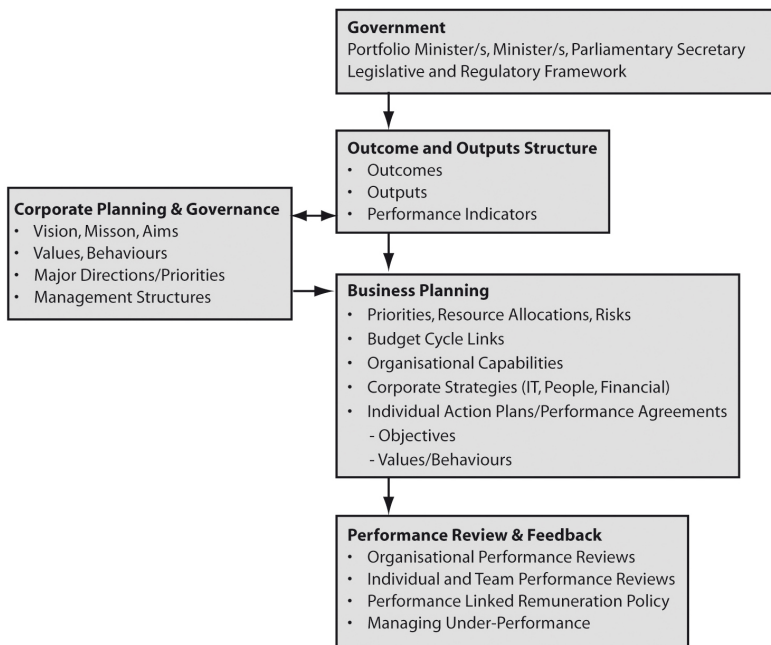 Government
Portfolio Minister/s, Minister/s, Parliamentary Secretary
Legislative and Regulatory Framework
Outcome and Outputs Structure
• Outcomes
• Outputs
• Performance Indicators
Corporate Planning & Governance
• Vision, Misson, Aims
• Values, Behaviours
• Major Directions/Priorities
• Management Structures
Business Planning
• Priorities, Resource Allocations, Risks
• Budget Cycle Links
• Organisational Capabilities
• Corporate Strategies (IT, People, Financial)
• Individual Action Plans/Performance Agreements
- Objectives
- Values/Behaviours
Performance Review & Feedback
• Organisational Performance Reviews
• Individual and Team Performance Reviews
• Performance Linked Remuneration Policy
• Managing Under-Performance